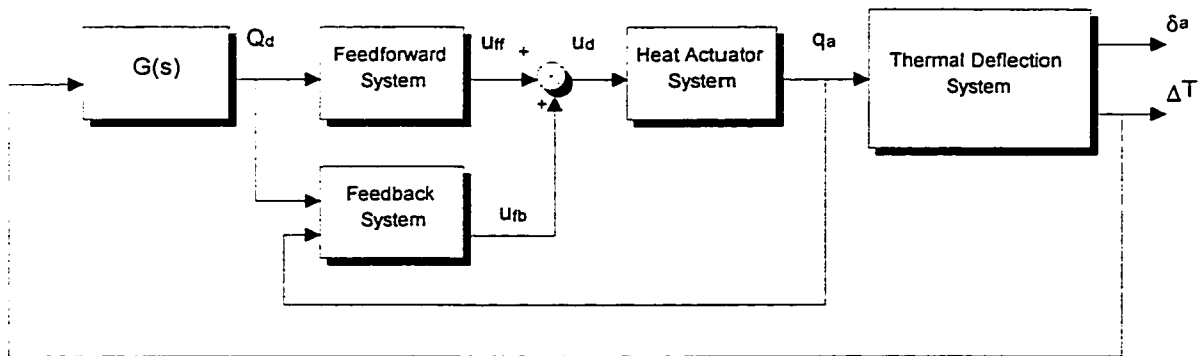 G(s)
Qd
Feedforward
System
uff
+
+
ud
Heat Actuator
System
qa
Thermal Deflection
System
δa
ΔT
Feedback
System
ufb